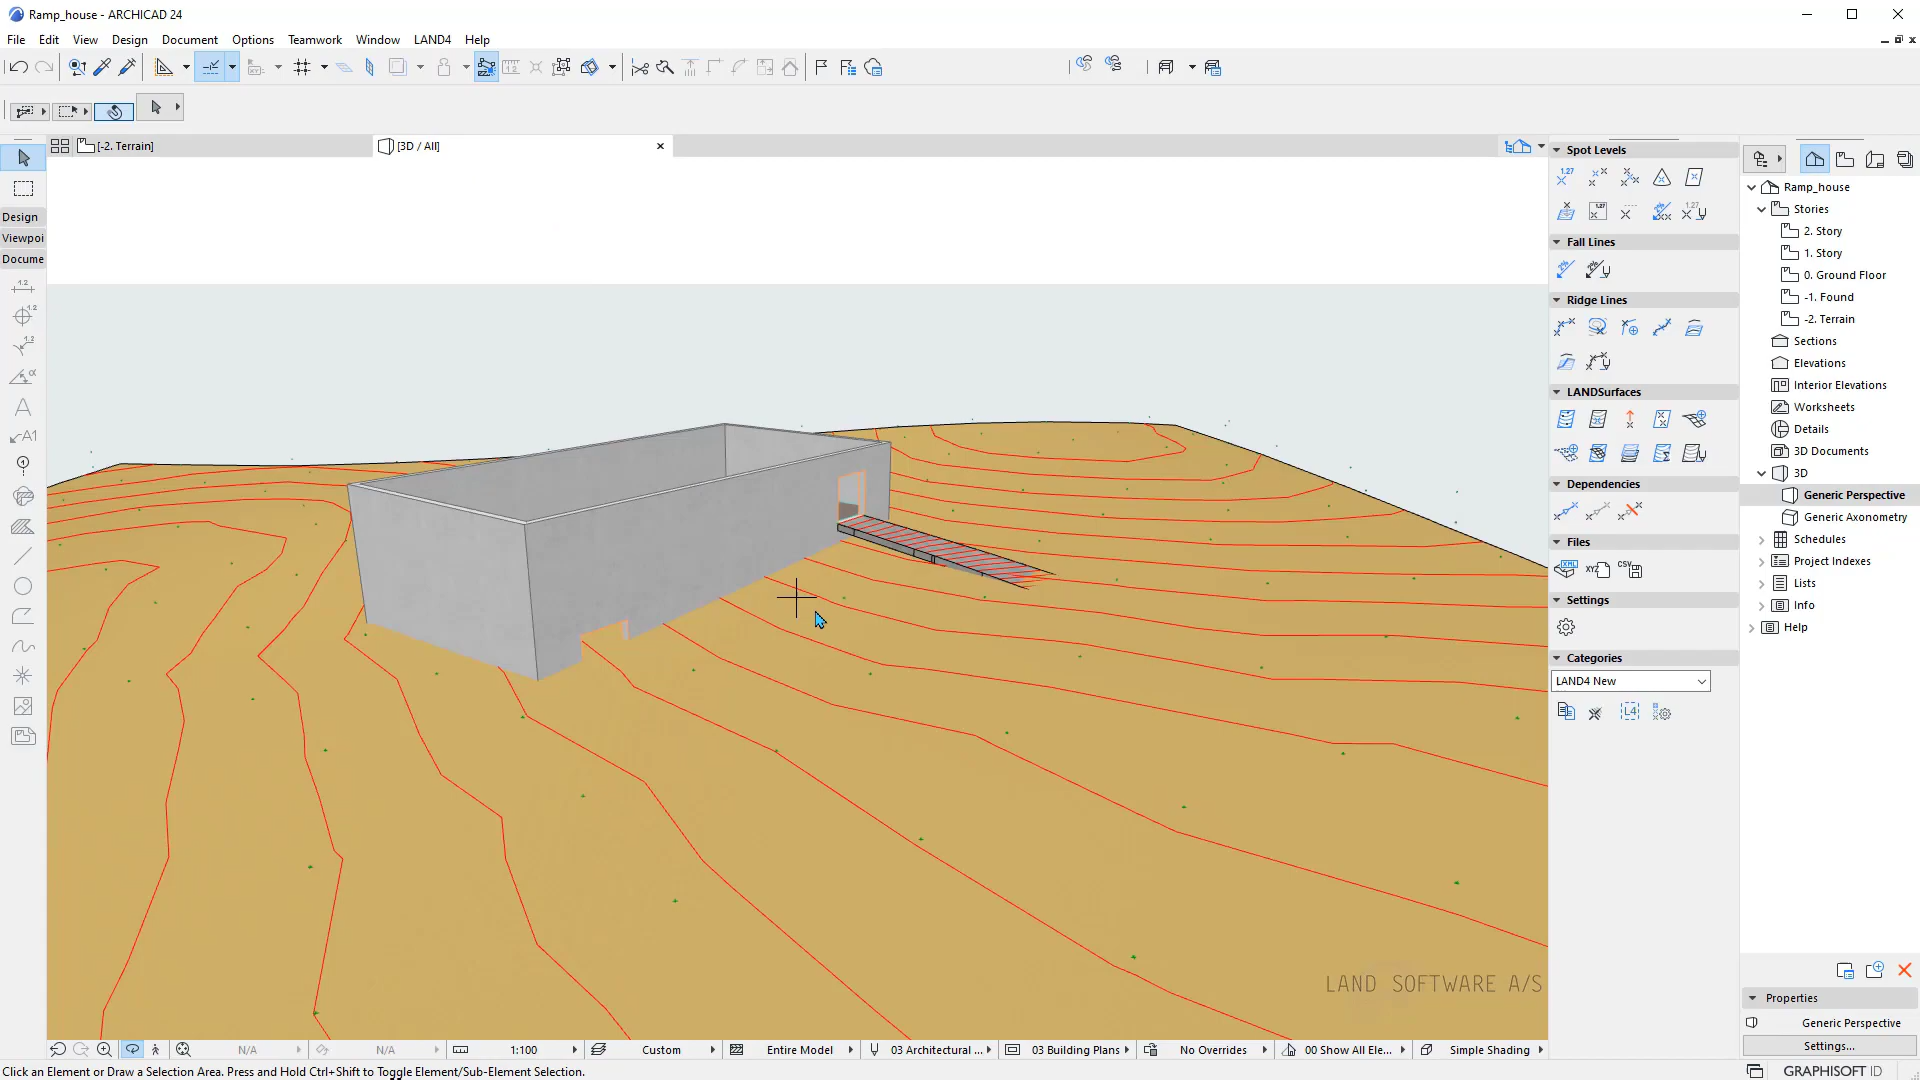 Ramp_house - ARCHICAD 24
File Edit View Design Document Options Teamwork Window LAND4 Help
[-2. Terrain]
[3D / All]
Design
Viewpoi
Docume
Spot Levels
Fall Lines
Ridge Lines
LANDSurfaces
Dependencies
Files
Settings
Categories
LAND4 New
Ramp_house
Stories
2. Story
1. Story
0. Ground Floor
-1. Found
-2. Terrain
Sections
Elevations
Interior Elevations
Worksheets
Details
3D Documents
3D
Generic Perspective
Generic Axonometry
Schedules
Project Indexes
Lists
Info
Help
LAND SOFTWARE A/S
Properties
Generic Perspective
Settings...
N/A N/A 1:100 Custom Entire Model 03 Architectural ... 03 Building Plans No Overrides 00 Show All Ele... Simple Shading
Click an Element or Draw a Selection Area. Press and Hold Ctrl+Shift to Toggle Element/Sub-Element Selection.
GRAPHISOFT ID